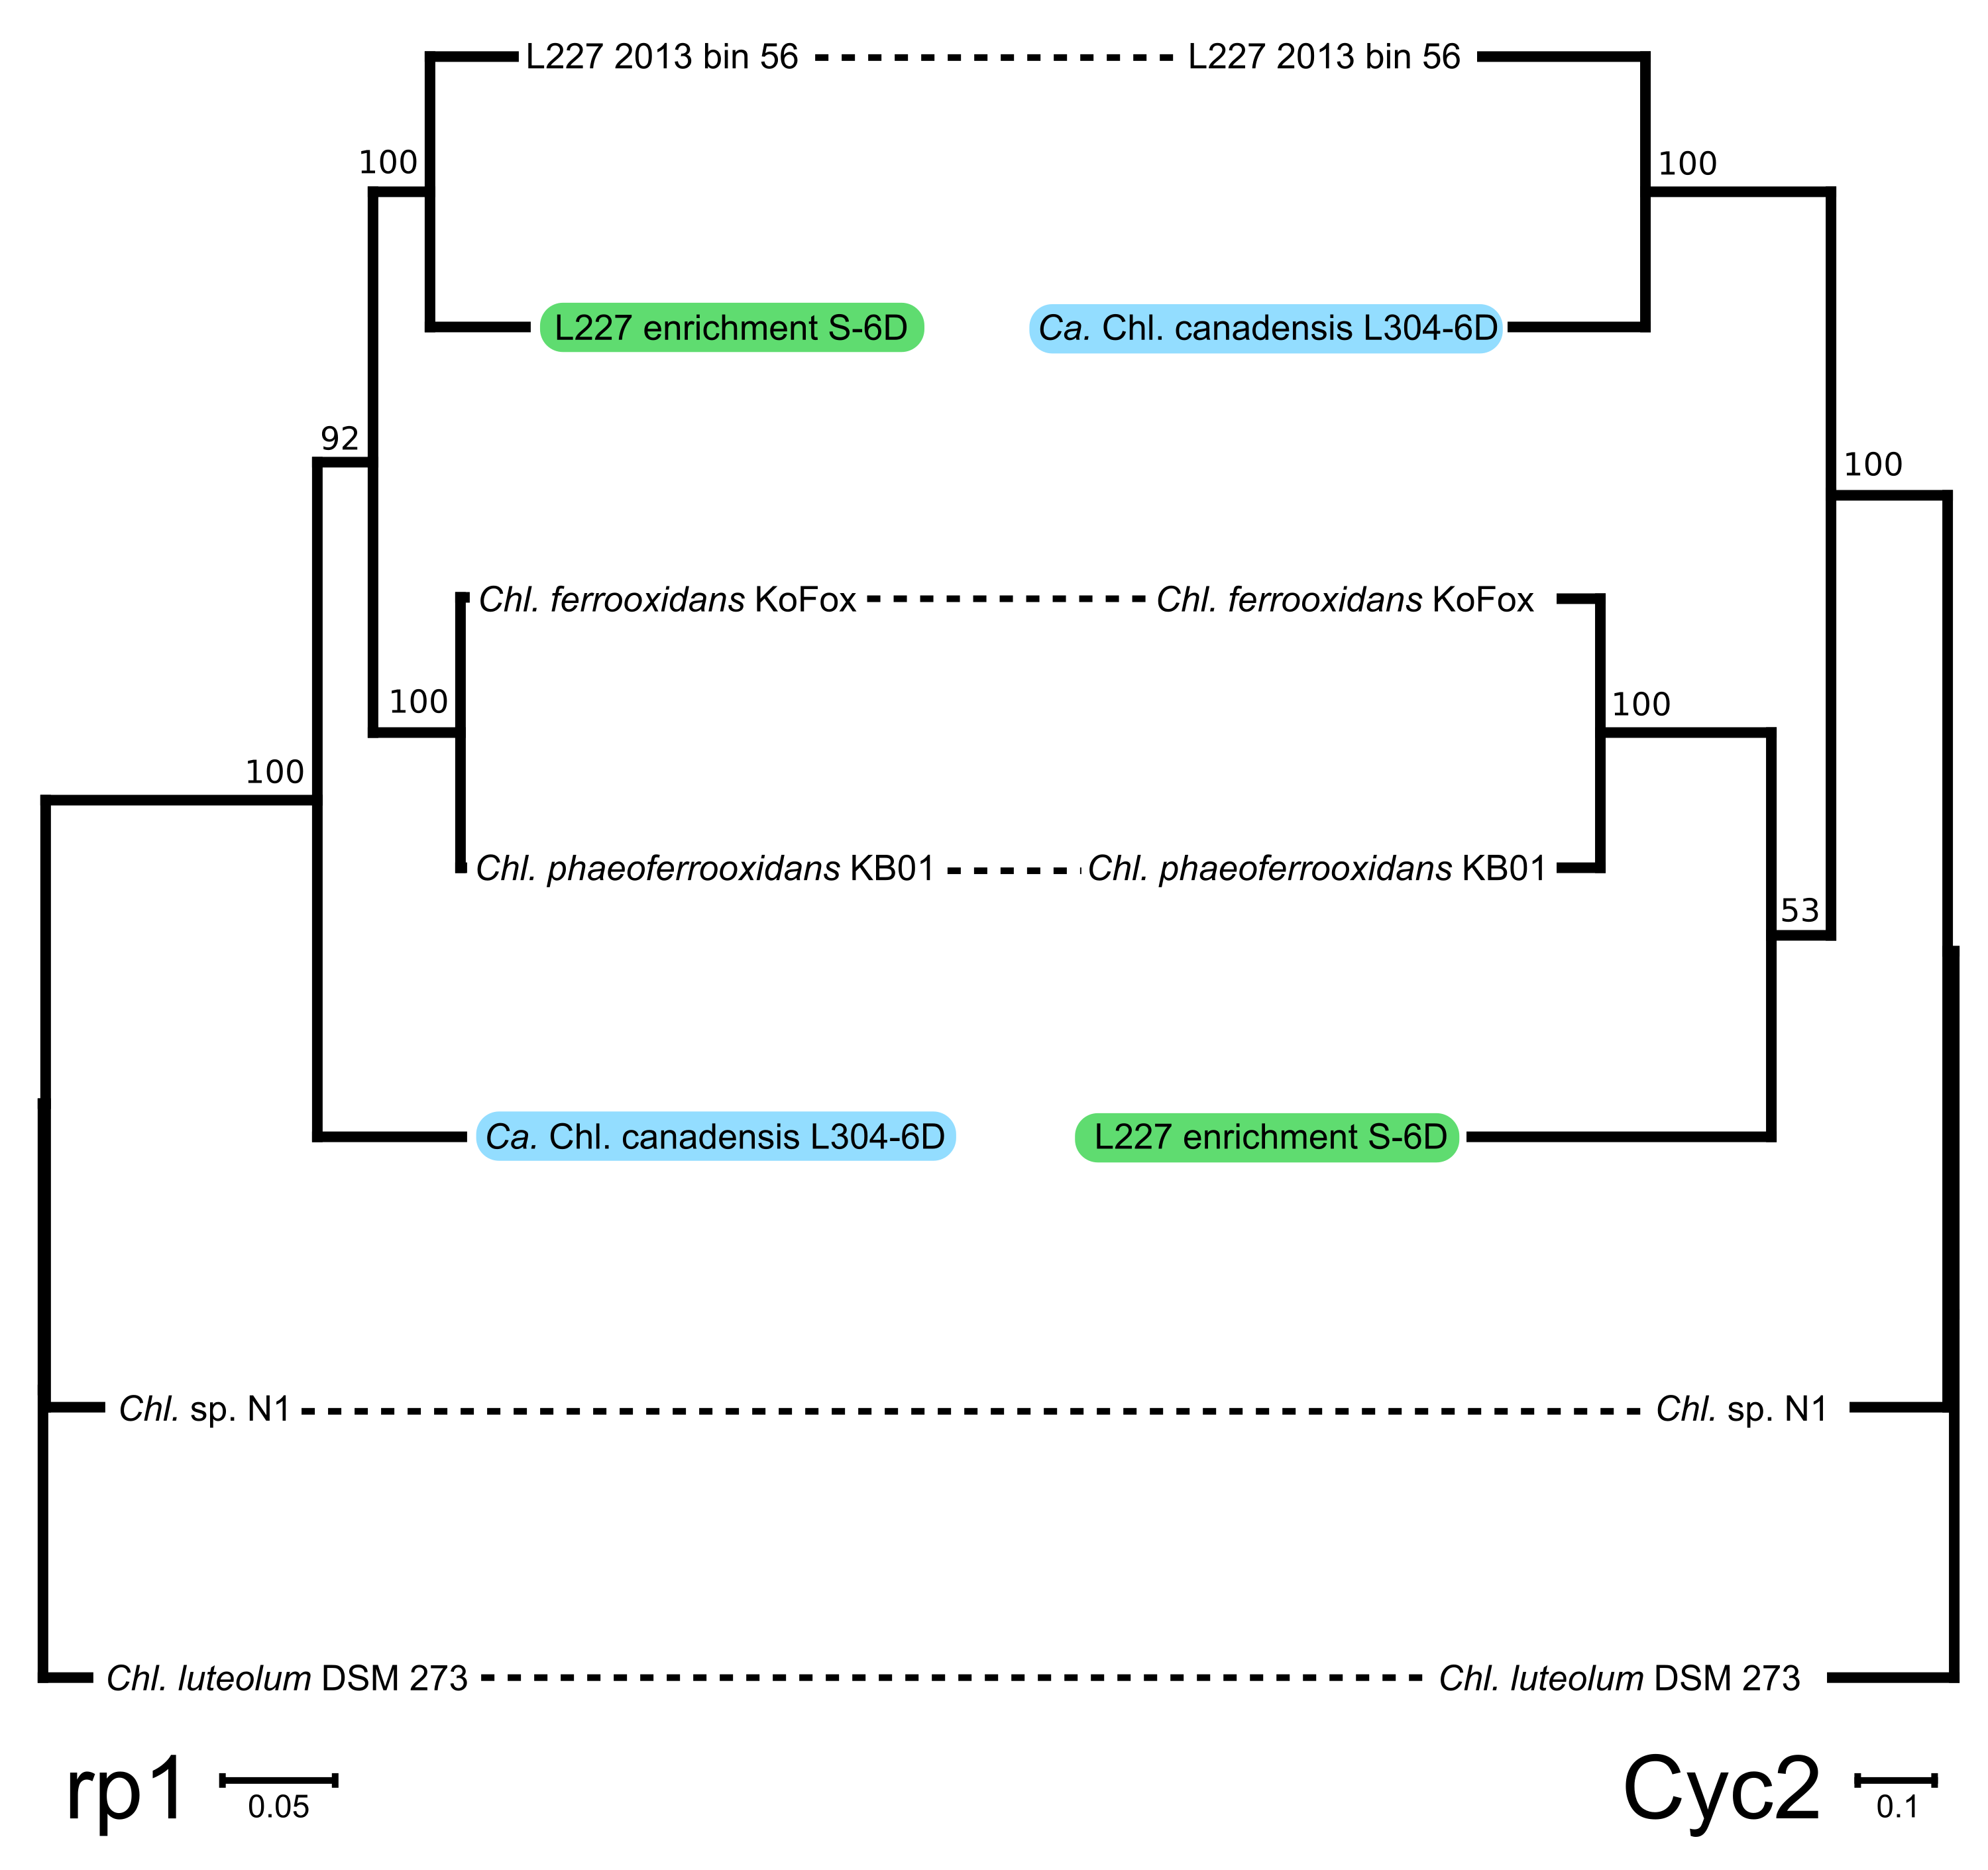 L227 2013 bin 56 L227 2013 bin 56
100 100
L227 enrichment S-6D Ca. Chl. canadensis L304-6D
92 100
Chl. ferrooxidans KoFox Chl. ferrooxidans KoFox
100 100
100
Chl. phaeoferrooxidans KB01 Chl. phaeoferrooxidans KB01
53
Ca. Chl. canadensis L304-6D L227 enrichment S-6D
Chl. sp. N1 Chl. sp. N1
Chl. luteolum DSM 273 Chl. luteolum DSM 273
rp1 0.05 Cyc2 0.1